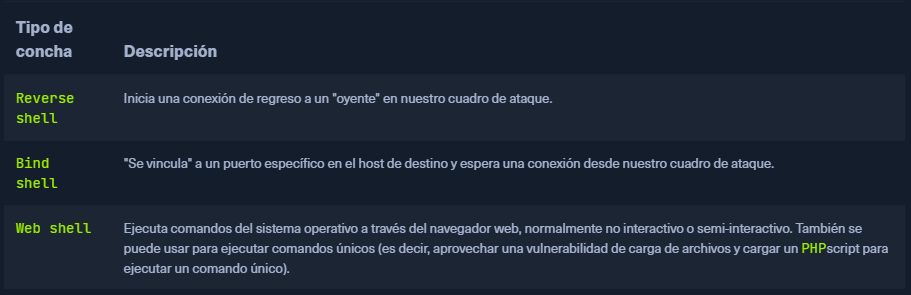 Tipo de
concha
Descripción
Reverse
shell
Inicia una conexión de regreso a un "oyente" en nuestro cuadro de ataque.
Bind
shell
"Se vincula" a un puerto específico en el host de destino y espera una conexión desde nuestro cuadro de ataque.
Web shell
Ejecuta comandos del sistema operativo a través del navegador web, normalmente no interactivo o semi-interactivo. También se
puede usar para ejecutar comandos únicos (es decir, aprovechar una vulnerabilidad de carga de archivos y cargar un PHPscript para
ejecutar un comando único).